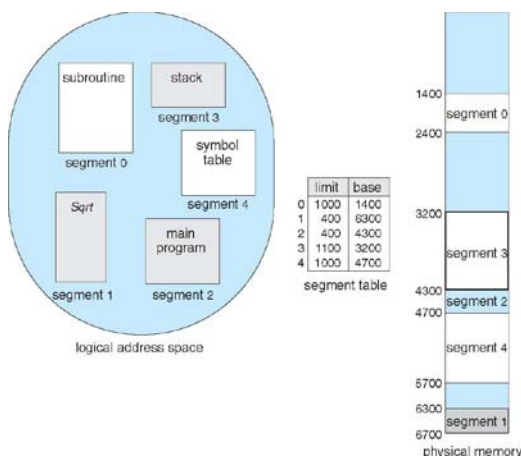 subroutine
stack
segment 3
segment 0
symbol
table
segment 4
Sqrt
main
program
segment 1
segment 2
logical address space
limit base
0 1000 1400
1 400 6300
2 400 4300
3 1100 3200
4 1000 4700
segment table
1400
segment 0
2400
3200
segment 3
4300
segment 2
4700
segment 4
5700
6300
segment 1
6700
physical memory